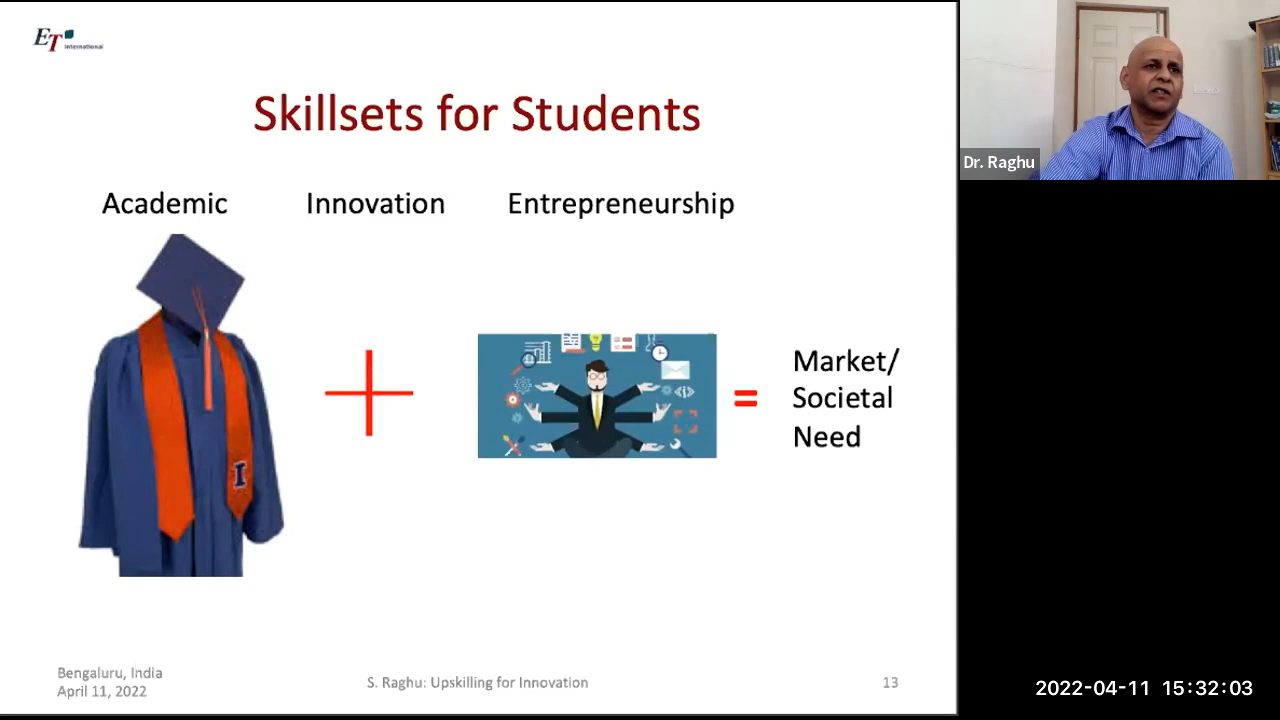 ET
International
Skillsets for Students
Academic
Innovation
Entrepreneurship
I
Market/
Societal
Need
Bengaluru, India
April 11, 2022
S. Raghu: Upskilling for Innovation
13
Dr. Raghu
2022-04-11 15:32:03